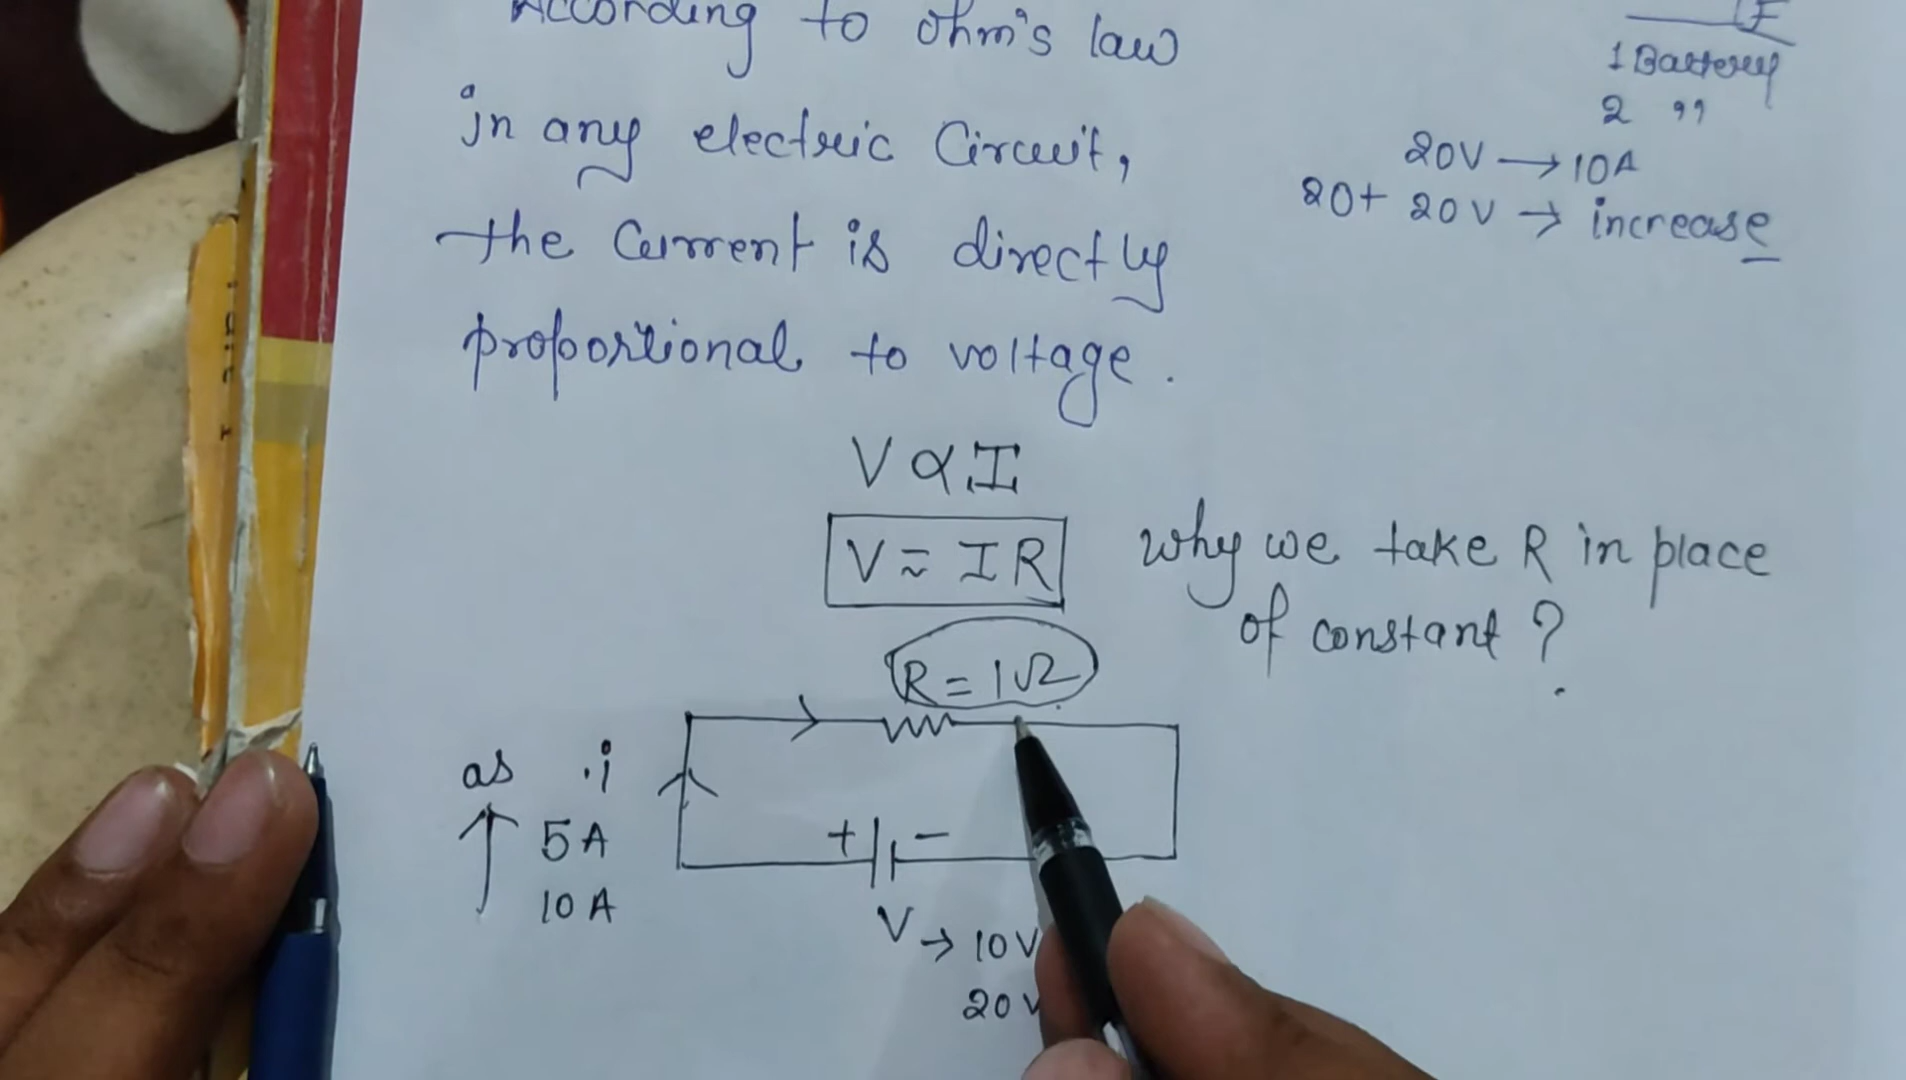 According to ohm's law
in any electric Circuit,
the Current is directly
proportional to voltage.
1 Battery
2 ,,
20V → 10A
20+ 20V → increase
V ∝ I
V = IR
why we take R in place
of constant ?
R = 1Ω
as i
↑ 5A
10A
+ -
V → 10V
20V